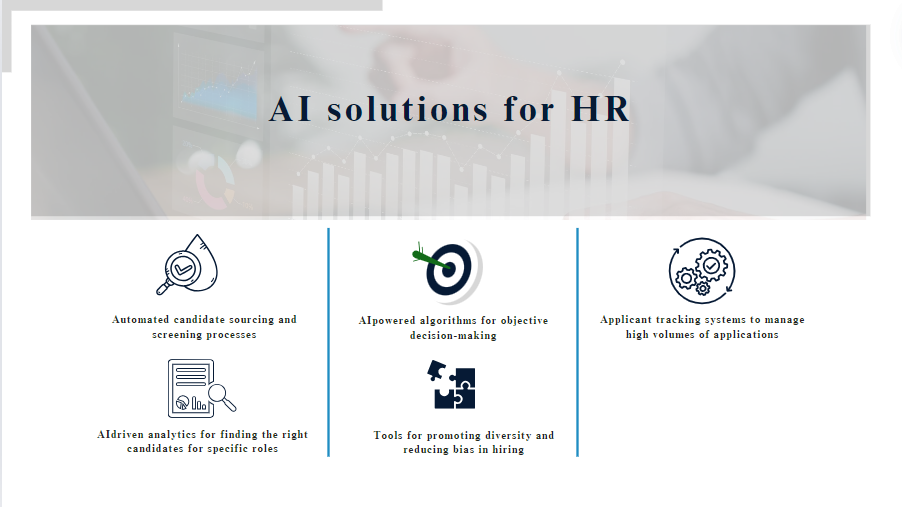 AI solutions for HR
Automated candidate sourcing and
screening processes
AIpowered algorithms for objective
decision-making
Applicant tracking systems to manage
high volumes of applications
AIdriven analytics for finding the right
candidates for specific roles
Tools for promoting diversity and
reducing bias in hiring